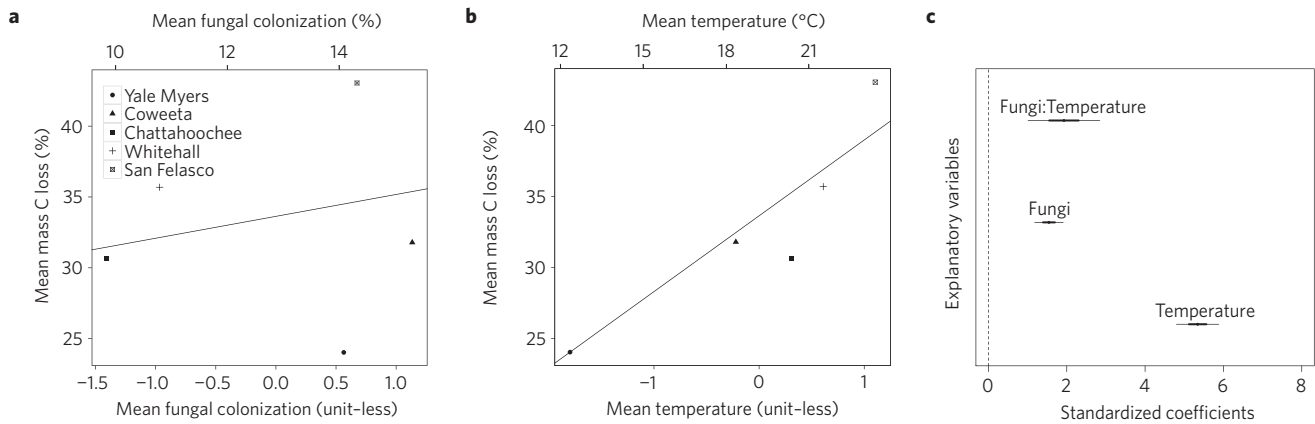 a
Mean fungal colonization (%)
10 12 14
Yale Myers
Coweeta
Chattahoochee
Whitehall
San Felasco
40
35
30
25
Mean mass C loss (%)
−1.5 −1.0 −0.5 0.0 0.5 1.0
Mean fungal colonization (unit-less)
b
Mean temperature (°C)
12 15 18 21
40
35
30
25
Mean mass C loss (%)
−1 0 1
Mean temperature (unit-less)
c
Explanatory variables
Fungi:Temperature
Fungi
Temperature
0 2 4 6 8
Standardized coefficients